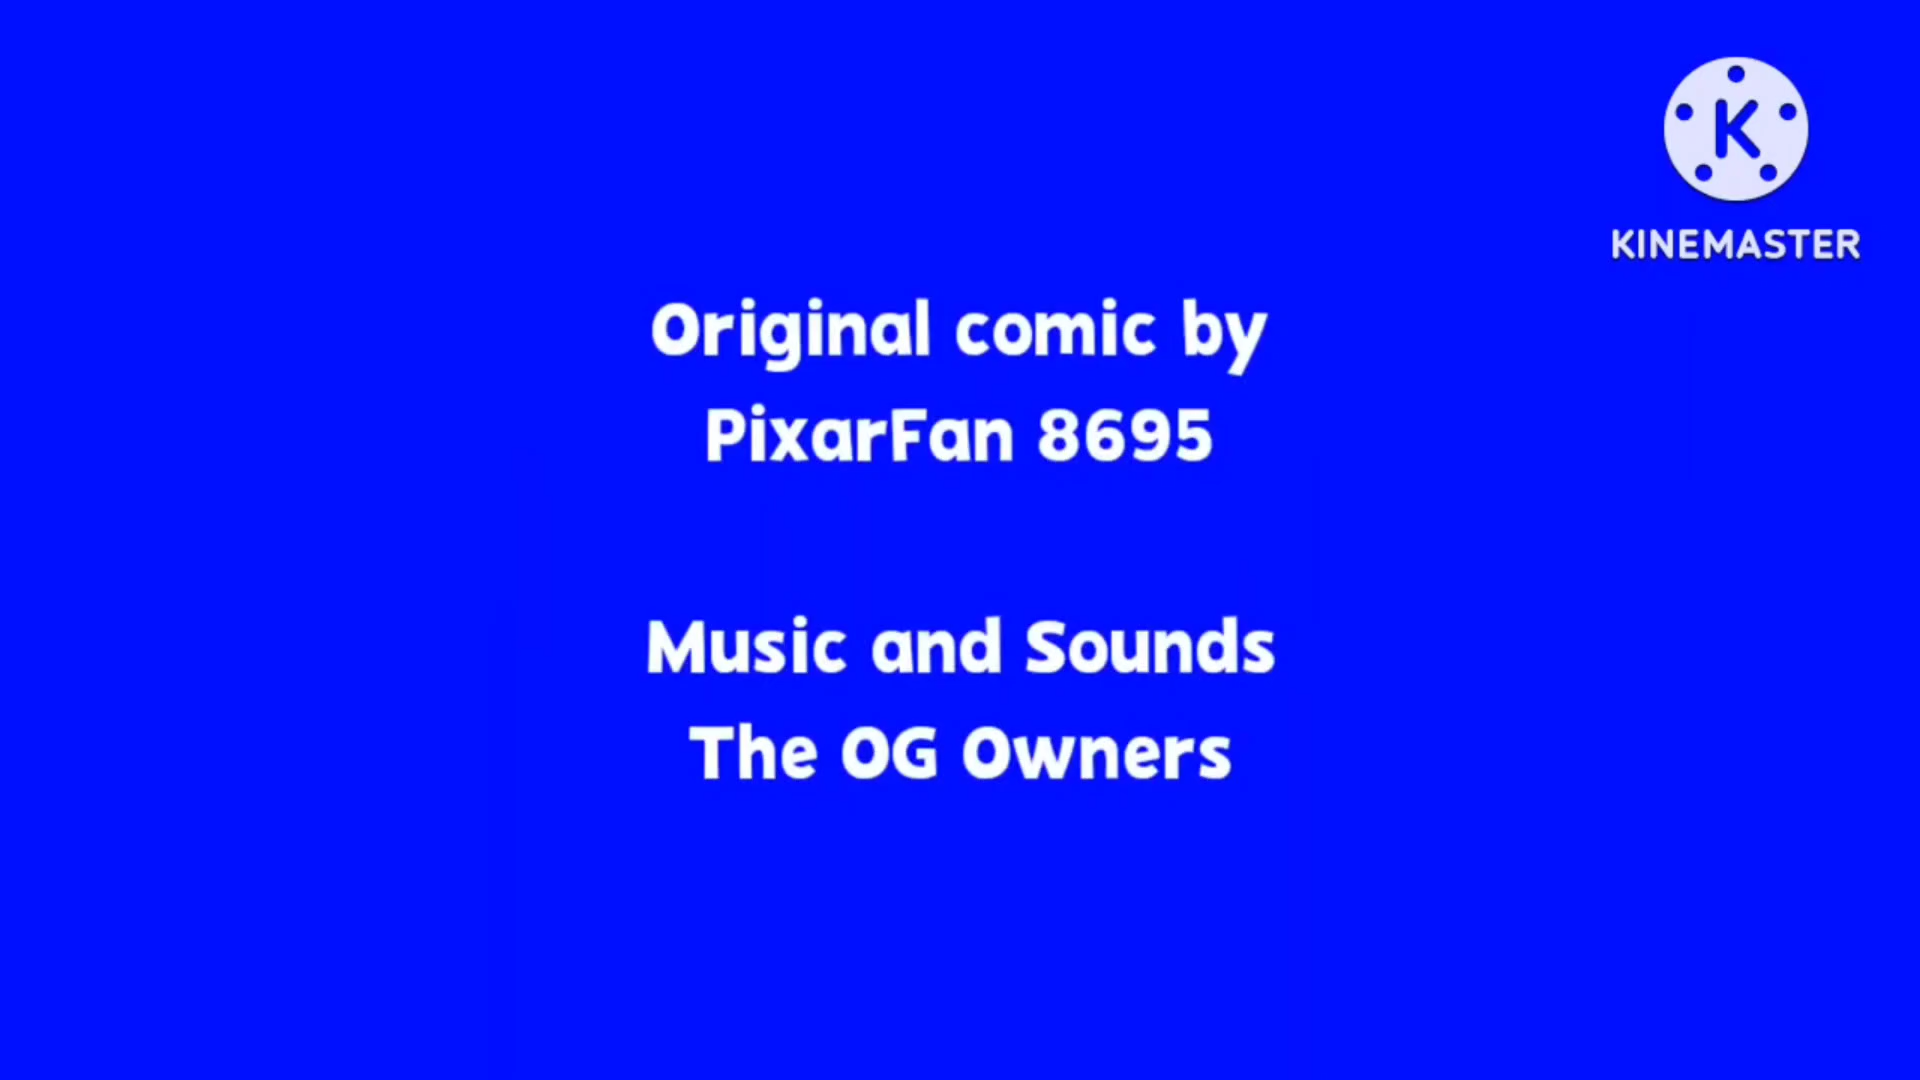 K
KINEMASTER
Original comic by
PixarFan 8695
Music and Sounds
The OG Owners